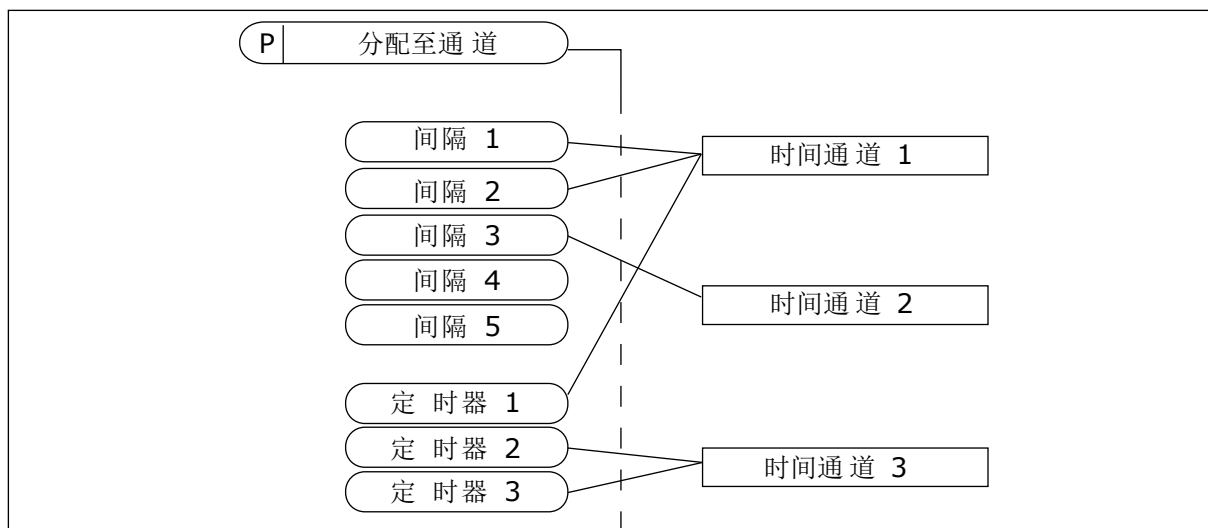 P 分配至通道
间隔 1
时间通道 1
间隔 2
间隔 3
间隔 4
时间通道 2
间隔 5
定时器 1
定时器 2
时间通道 3
定时器 3